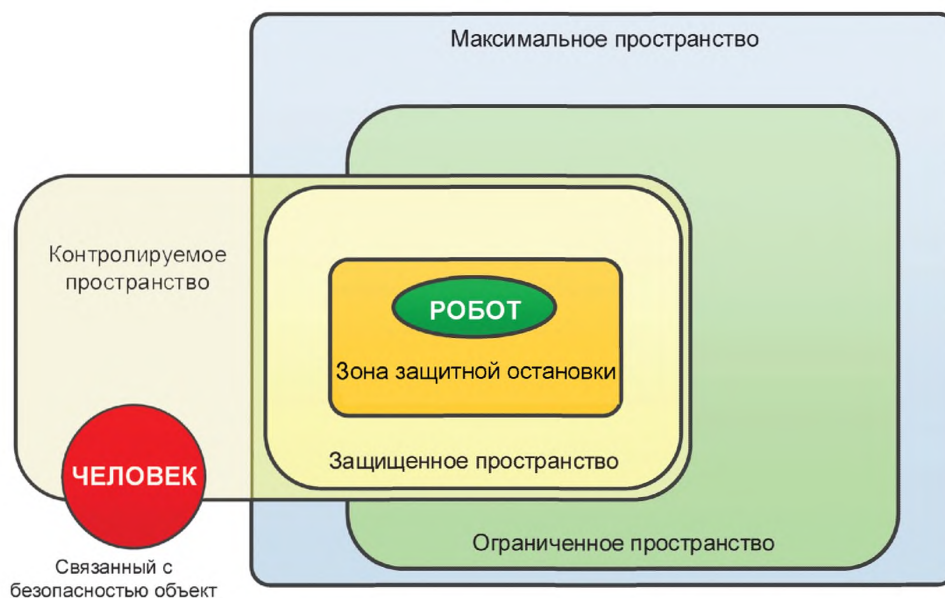 Максимальное пространство
Контролируемое
пространство
РОБОТ
Зона защитной остановки
Защищенное пространство
ЧЕЛОВЕК
Ограниченное пространство
Связанный с
безопасностью объект